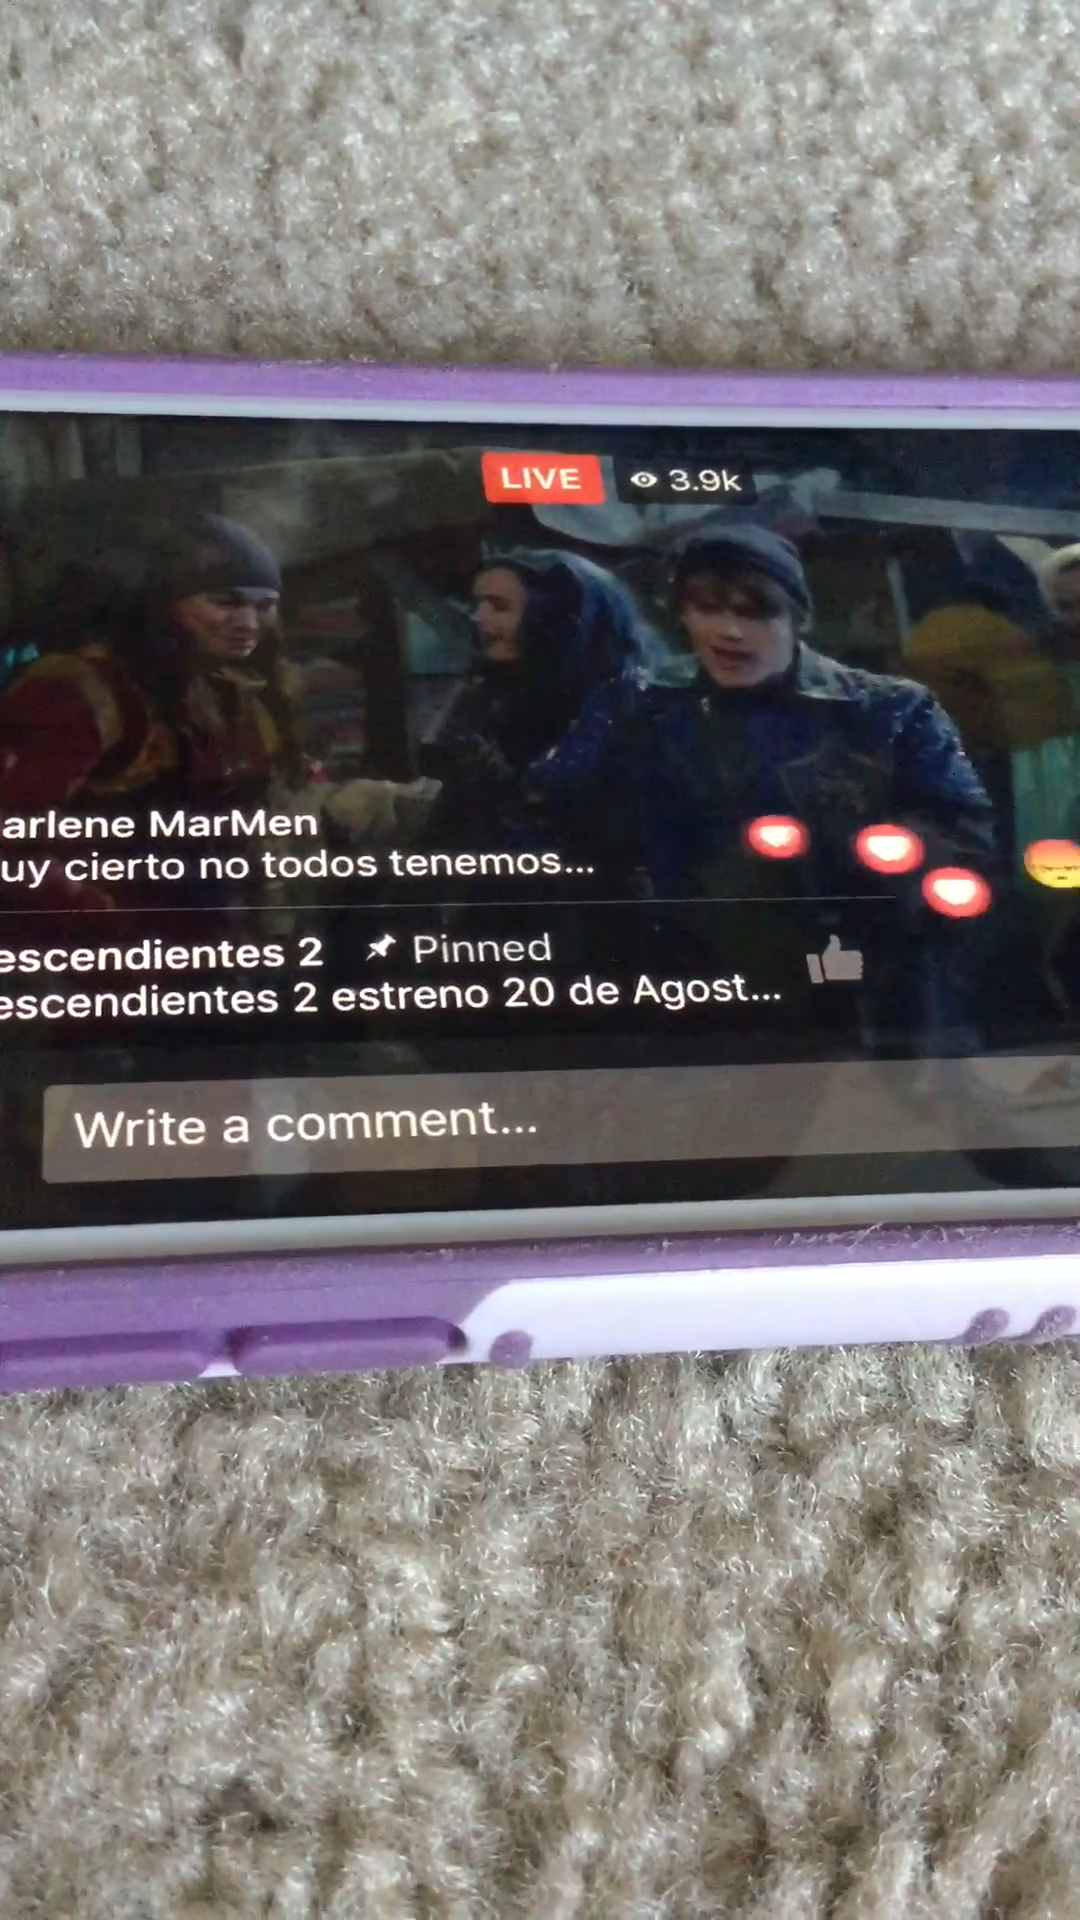 LIVE 3.9k
arlene MarMen
uy cierto no todos tenemos...
escendientes 2 Pinned
escendientes 2 estreno 20 de Agost...
Write a comment...